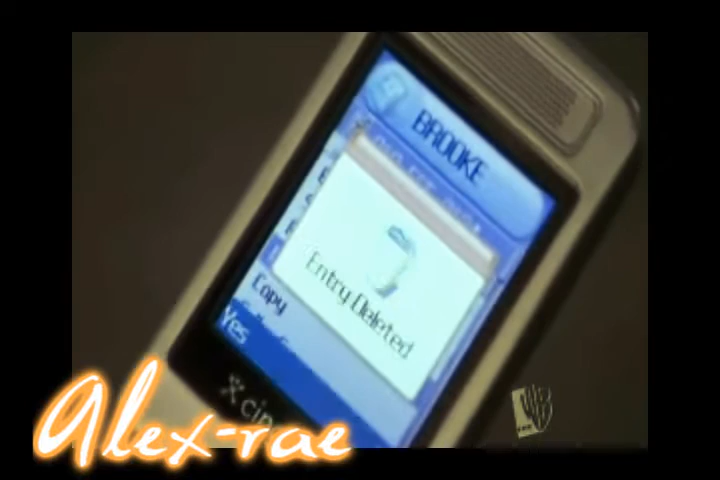 BROOKE
Entry Deleted
Copy
Yes
Alex-rae